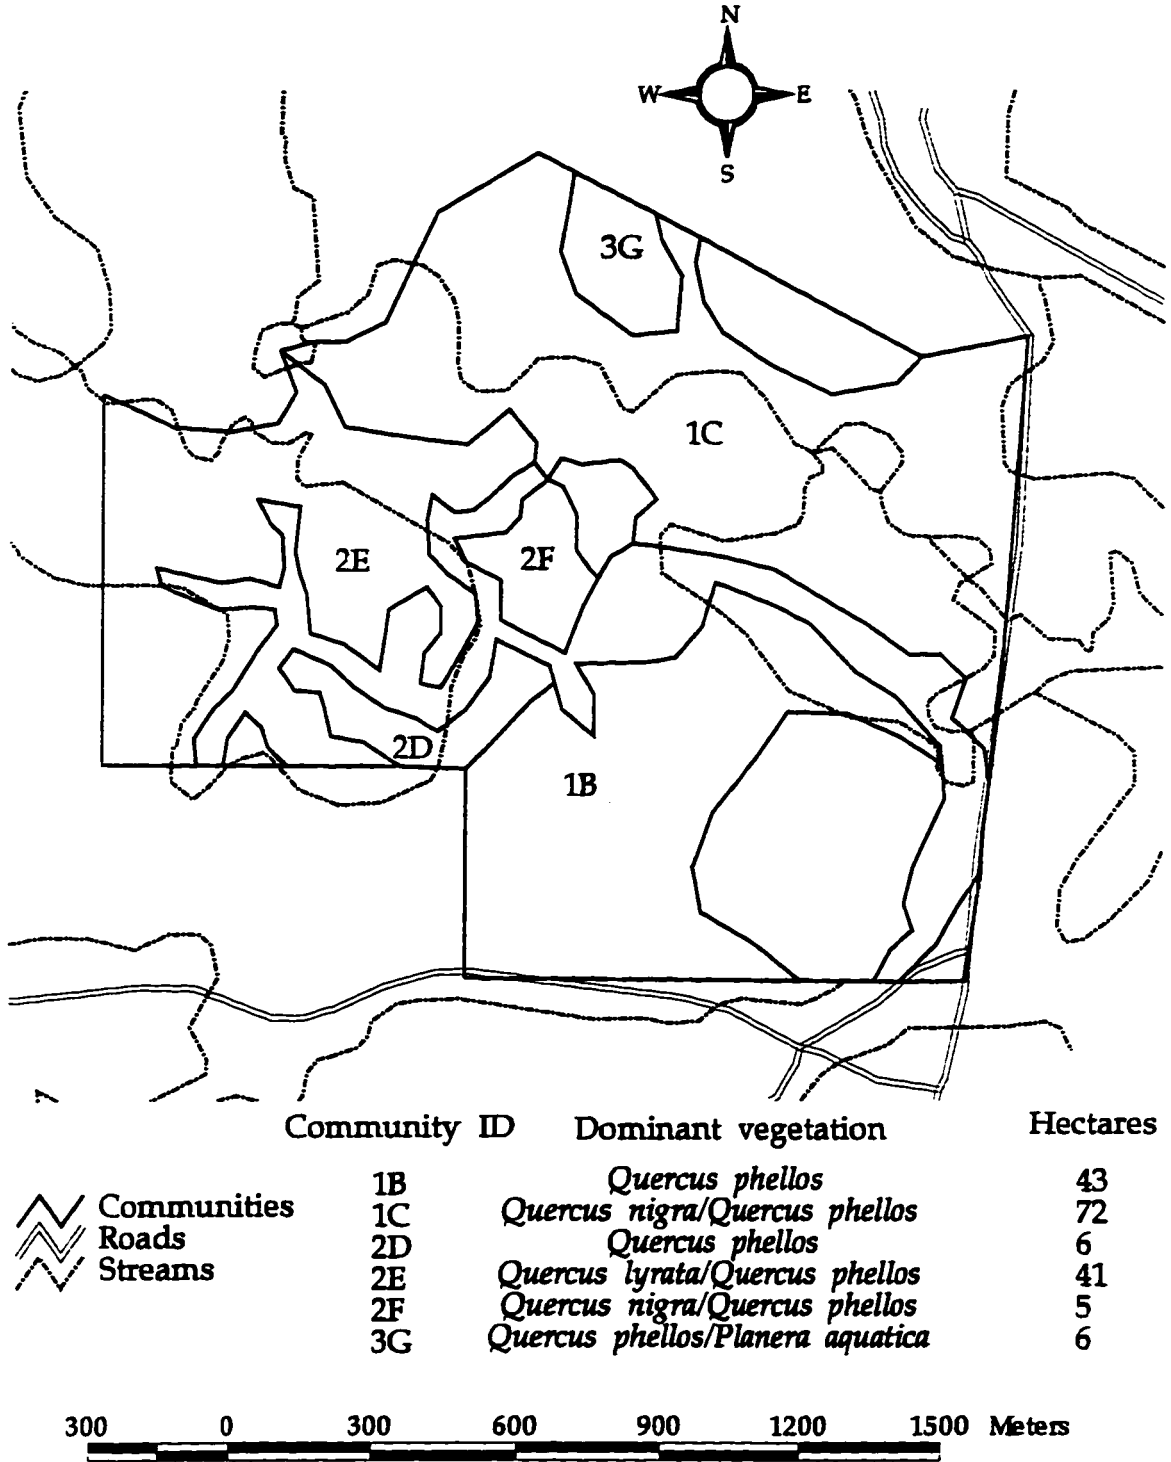 N
W E
S
3G
1C
2E
2F
2D
1B
Community ID Dominant vegetation Hectares
1B Quercus phellos 43
1C Quercus nigra/Quercus phellos 72
2D Quercus phellos 6
2E Quercus lyrata/Quercus phellos 41
2F Quercus nigra/Quercus phellos 5
3G Quercus phellos/Planera aquatica 6
Communities
Roads
Streams
300 0 300 600 900 1200 1500 Meters